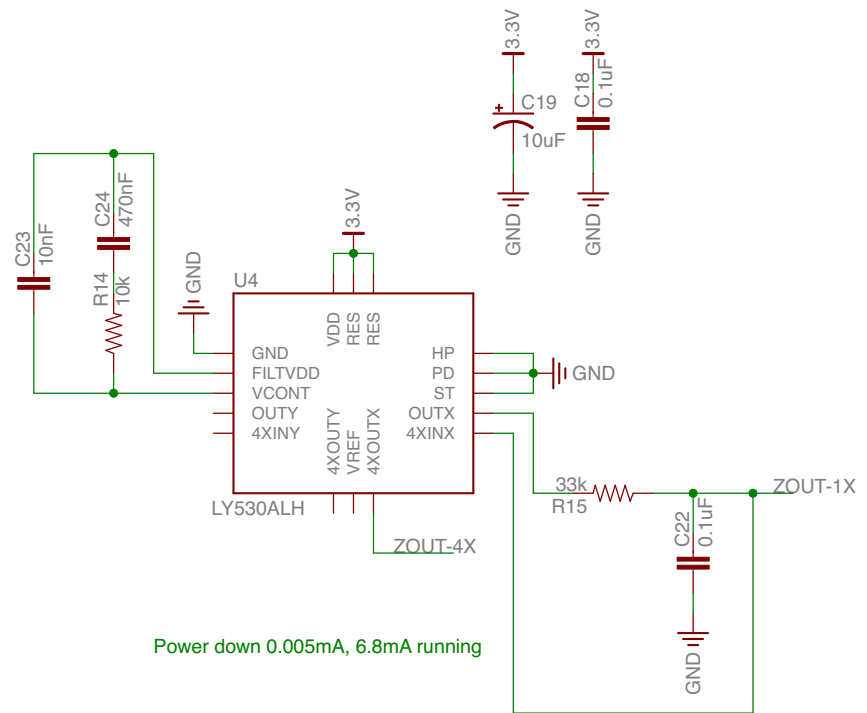 3.3V
3.3V
C19
10uF
C18
0.1uF
GND
GND
C23
10nF
C24
470nF
R14
10k
GND
3.3V
U4
VDD
RES
RES
GND
FILTVDD
VCONT
OUTY
4XINY
HP
PD
ST
OUTX
4XINX
GND
4XOUTY
VREF
4XOUTX
LY530ALH
ZOUT-4X
33k
R15
ZOUT-1X
C22
0.1uF
GND
Power down 0.005mA, 6.8mA running